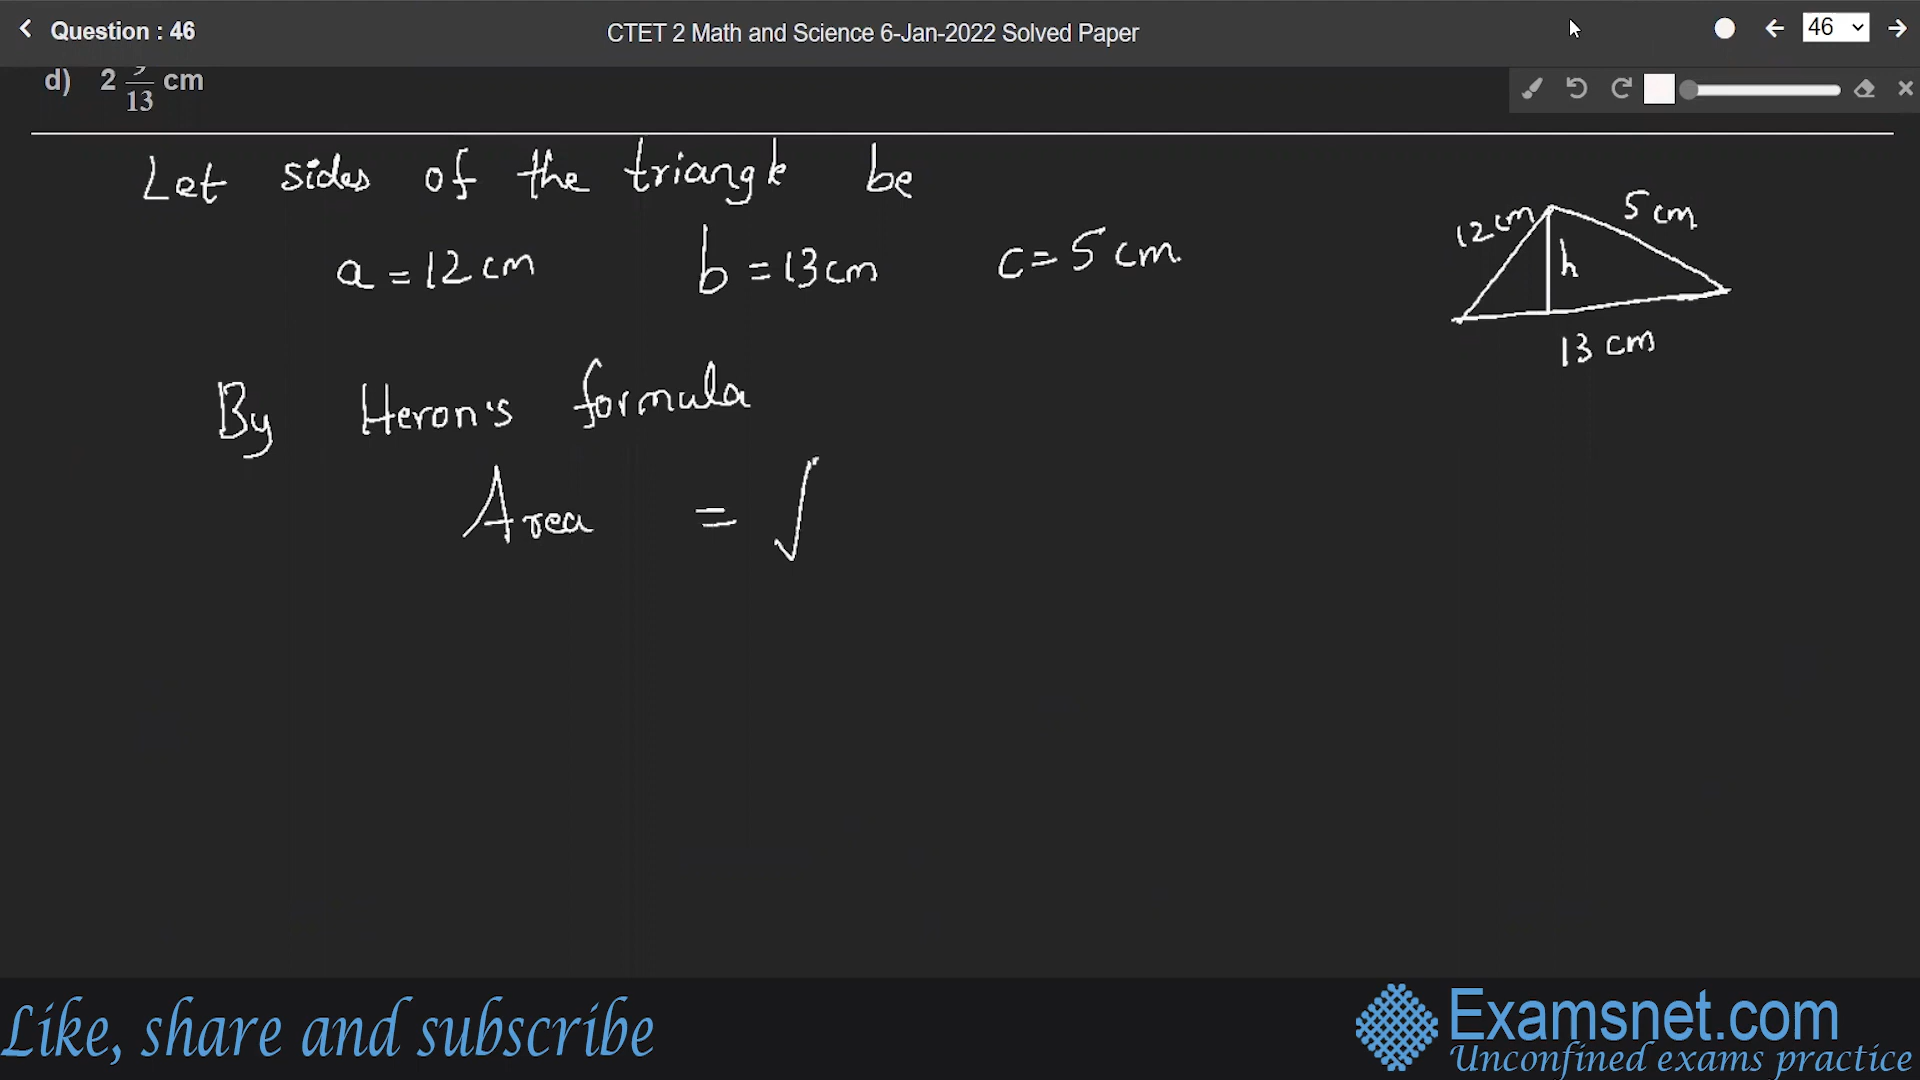 Question : 46
CTET 2 Math and Science 6-Jan-2022 Solved Paper
46
d) 2 9/13 cm
Let sides of the triangle be
a = 12 cm b = 13 cm c = 5 cm.
12 cm
5 cm
h
13 cm
By Heron's formula
Area = √
Like, share and subscribe
Examsnet.com
Unconfined exams practice